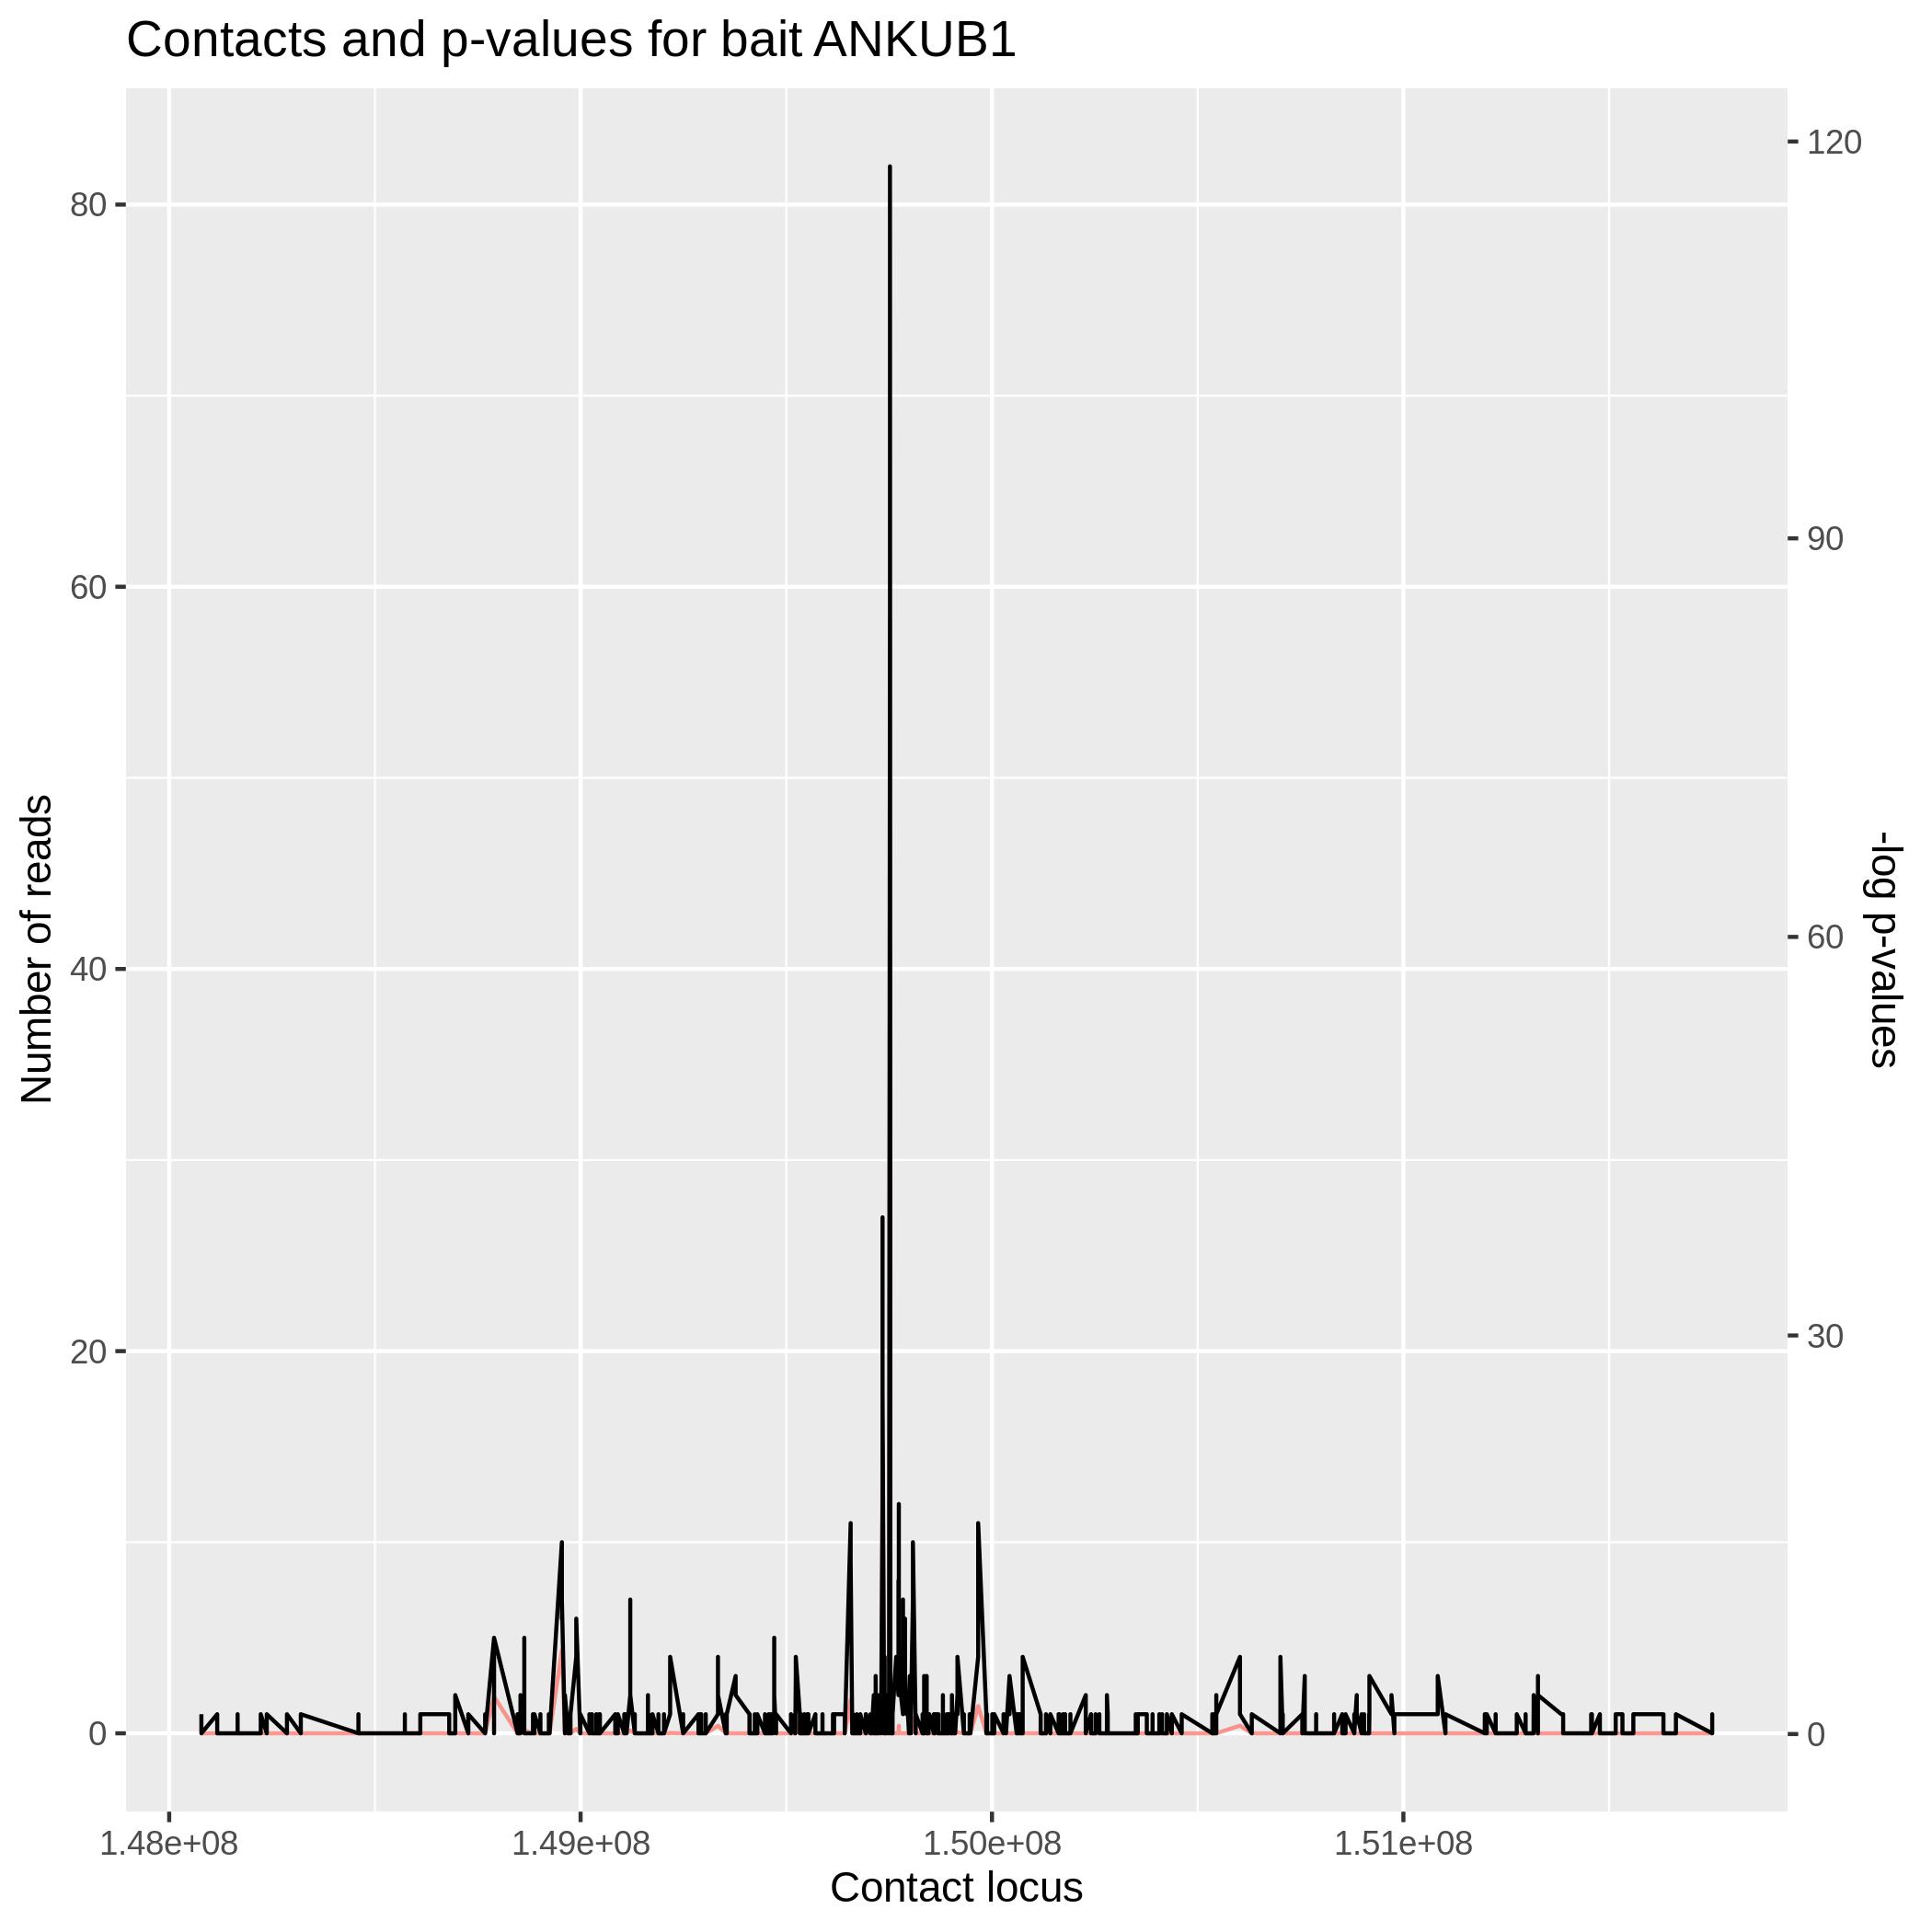 Contacts and p-values for bait ANKUB1
120
80
90
60
60
40
30
20
0
0
Number of reads
-log p-values
1.48e+08
1.49e+08
1.50e+08
1.51e+08
Contact locus